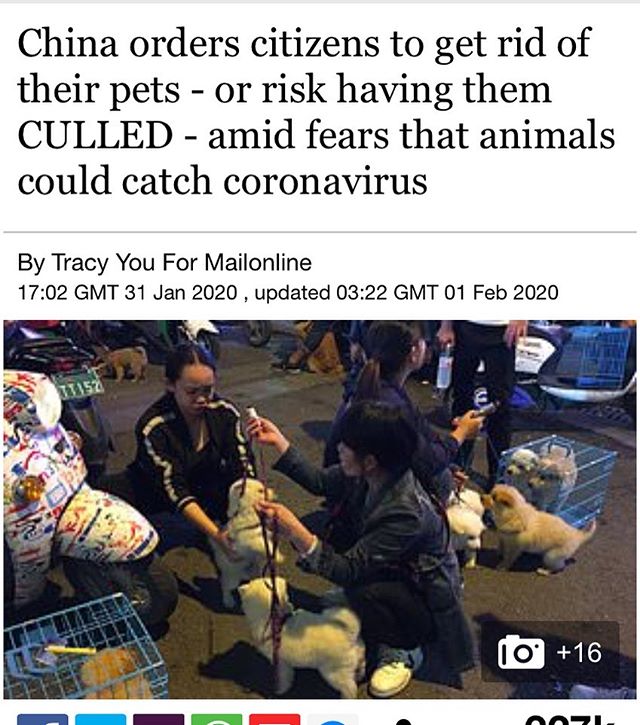 China orders citizens to get rid of
their pets - or risk having them
CULLED - amid fears that animals
could catch coronavirus
By Tracy You For Mailonline
17:02 GMT 31 Jan 2020 , updated 03:22 GMT 01 Feb 2020
TT152
+16